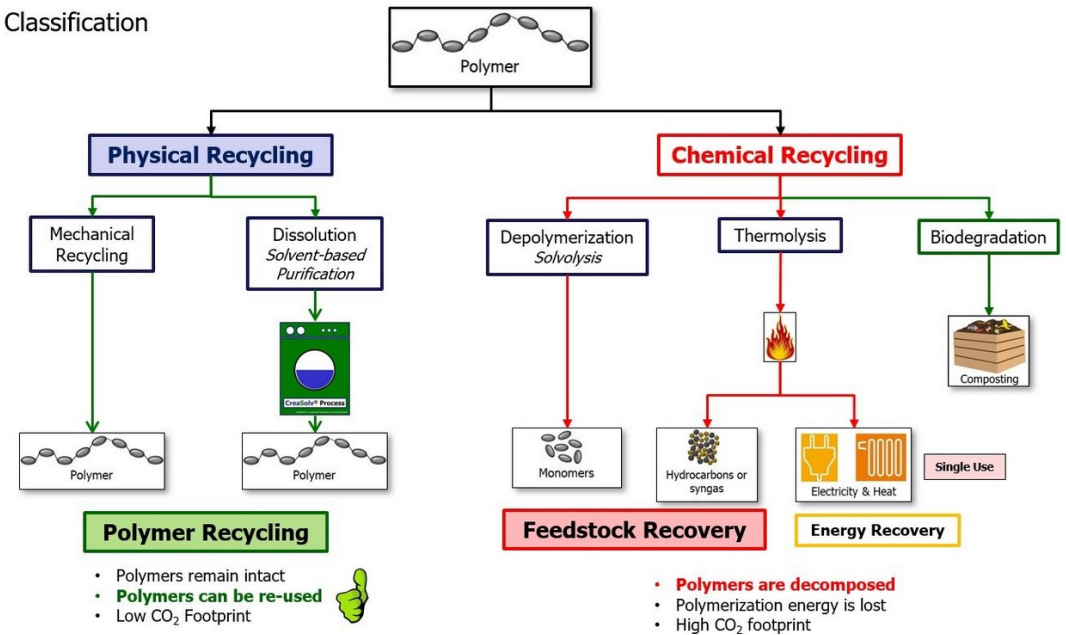 Classification
Polymer
Physical Recycling
Chemical Recycling
Mechanical
Recycling
Dissolution
Solvent-based
Purification
Depolymerization
Solvolysis
Thermolysis
Biodegradation
CreaSolv® Process
Composting
Polymer
Polymer
Monomers
Hydrocarbons or
syngas
Electricity & Heat
Single Use
Polymer Recycling
Feedstock Recovery
Energy Recovery
• Polymers remain intact
• Polymers can be re-used
• Low CO₂ Footprint
• Polymers are decomposed
• Polymerization energy is lost
• High CO₂ footprint